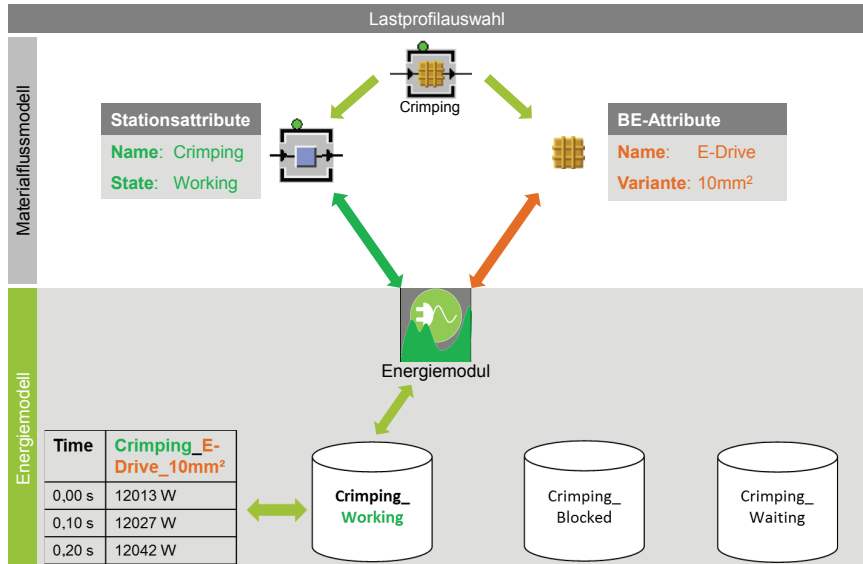 Lastprofilauswahl
Materialflussmodell
Crimping
Stationsattribute
Name: Crimping
State: Working
BE-Attribute
Name: E-Drive
Variante: 10mm²
Energiemodell
Energiemodul
Time
Crimping_E-
Drive_10mm²
0,00 s 12013 W
0,10 s 12027 W
0,20 s 12042 W
Crimping_
Working
Crimping_
Blocked
Crimping_
Waiting